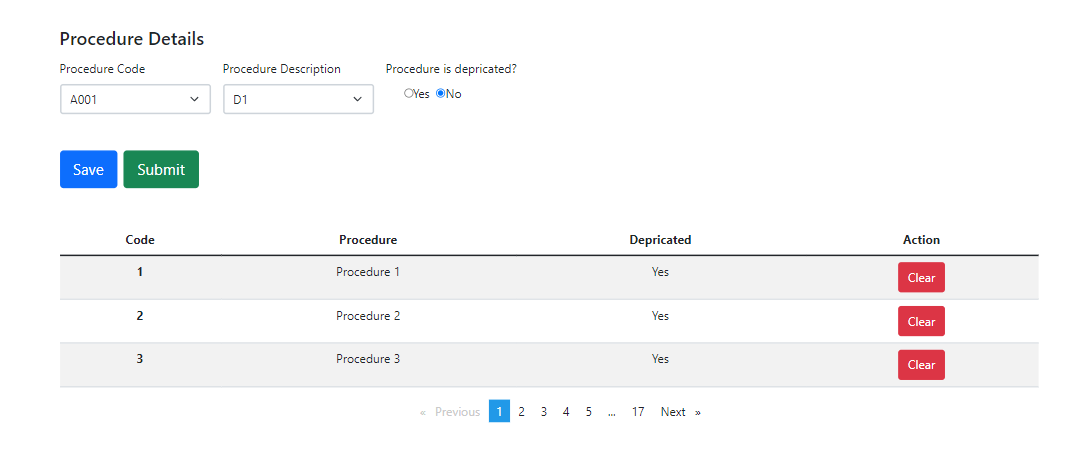 Procedure Details
Procedure Code Procedure Description Procedure is depricated?
A001 D1 Yes No
Save Submit
Code Procedure Depricated Action
1 Procedure 1 Yes Clear
2 Procedure 2 Yes Clear
3 Procedure 3 Yes Clear
« Previous 1 2 3 4 5 ... 17 Next »